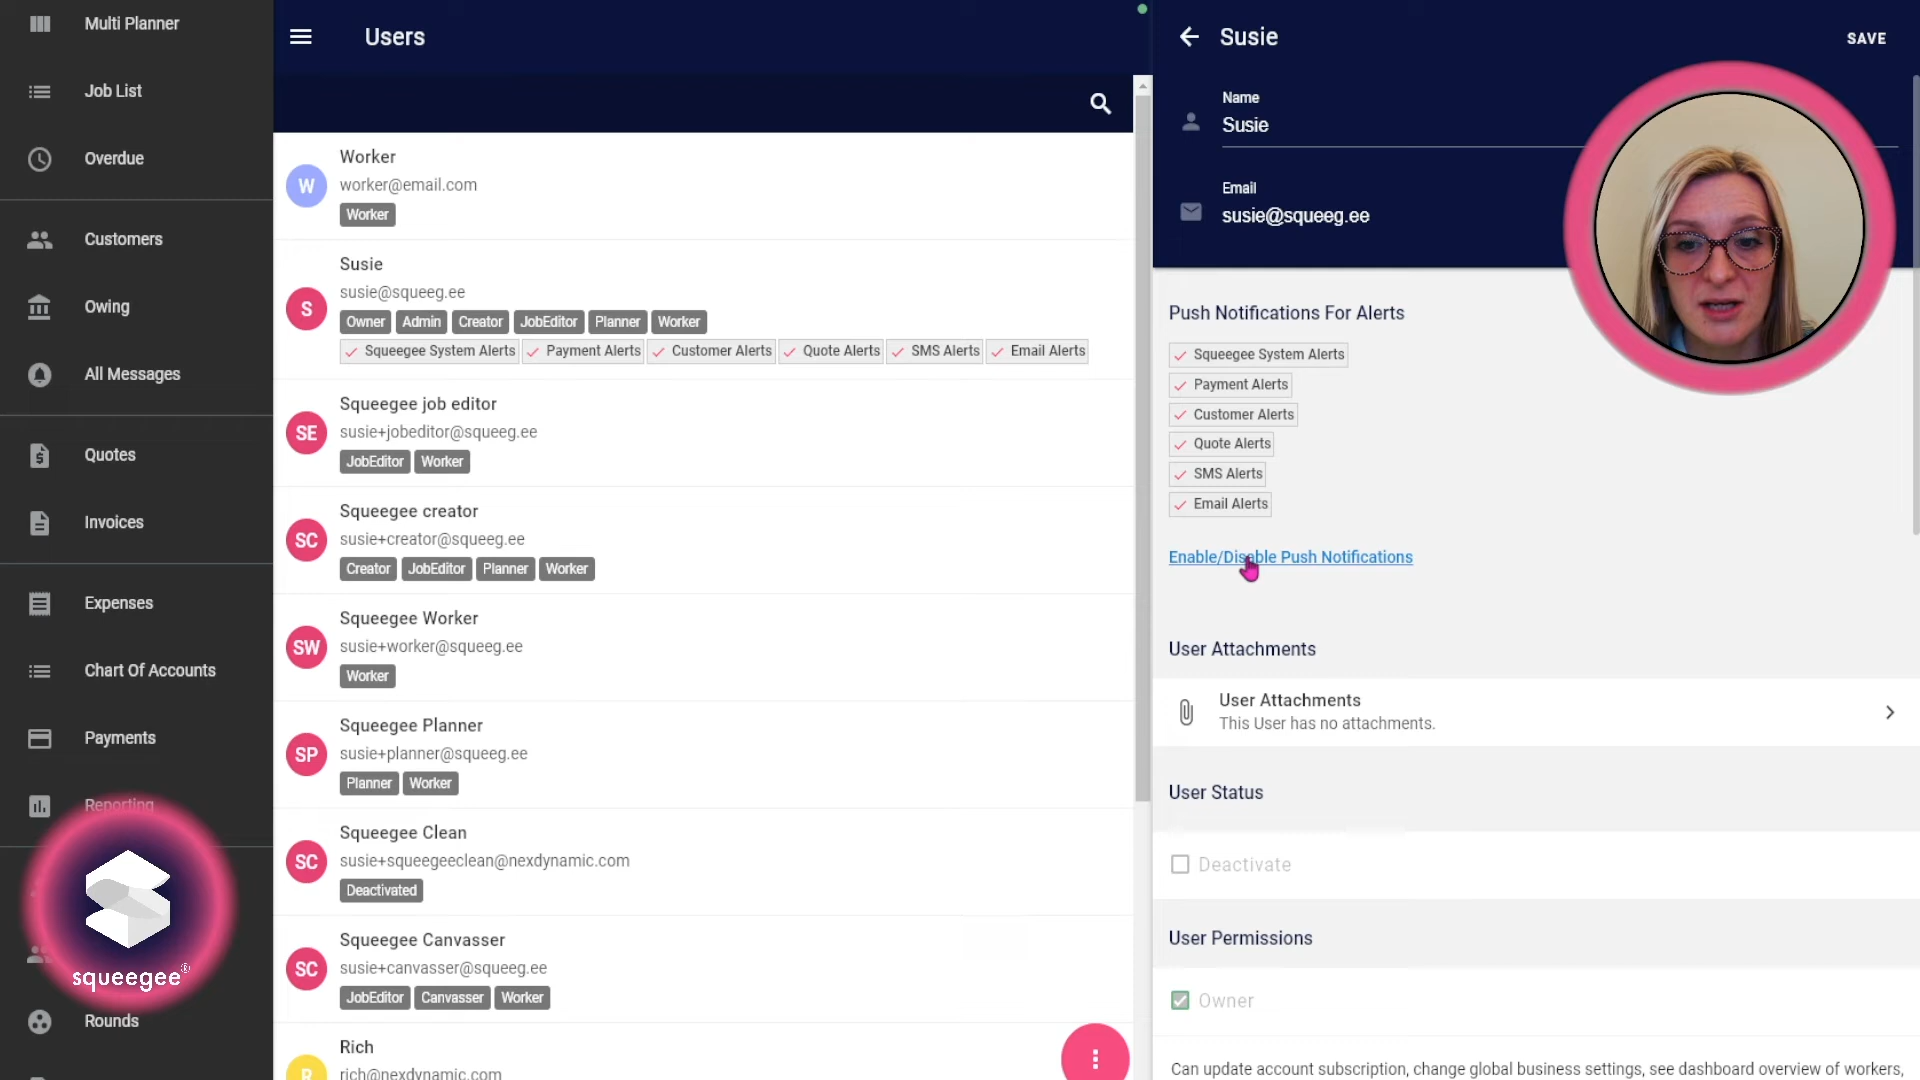 Multi Planner
Job List
Overdue
Customers
Owing
All Messages
Quotes
Invoices
Expenses
Chart Of Accounts
Payments
Reporting
squeegee®
Rounds
Users
Worker
worker@email.com
Worker
Susie
susie@squeeg.ee
Owner Admin Creator JobEditor Planner Worker
Squeegee System Alerts Payment Alerts Customer Alerts Quote Alerts SMS Alerts Email Alerts
Squeegee job editor
susie+jobeditor@squeeg.ee
JobEditor Worker
Squeegee creator
susie+creator@squeeg.ee
Creator JobEditor Planner Worker
Squeegee Worker
susie+worker@squeeg.ee
Worker
Squeegee Planner
susie+planner@squeeg.ee
Planner Worker
Squeegee Clean
susie+squeegeeclean@nexdynamic.com
Deactivated
Squeegee Canvasser
susie+canvasser@squeeg.ee
JobEditor Canvasser Worker
Rich
rich@nexdynamic.com
W
S
SE
SC
SW
SP
SC
SC
R
Susie
SAVE
Name
Susie
Email
susie@squeeg.ee
Push Notifications For Alerts
Squeegee System Alerts
Payment Alerts
Customer Alerts
Quote Alerts
SMS Alerts
Email Alerts
Enable/Disable Push Notifications
User Attachments
User Attachments
This User has no attachments.
User Status
Deactivate
User Permissions
Owner
Can update account subscription, change global business settings, see dashboard overview of workers,